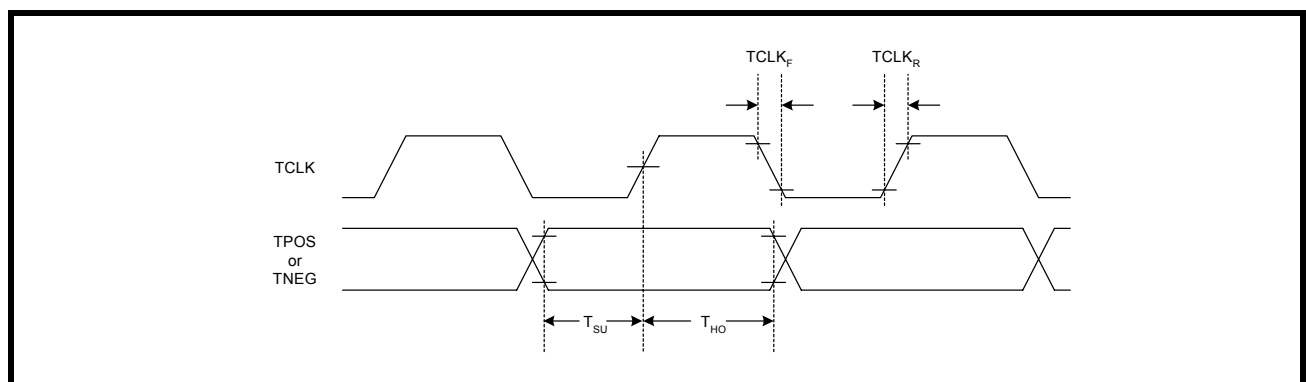 TCLKF
TCLKR
TCLK
TPOS
or
TNEG
TSU
THO